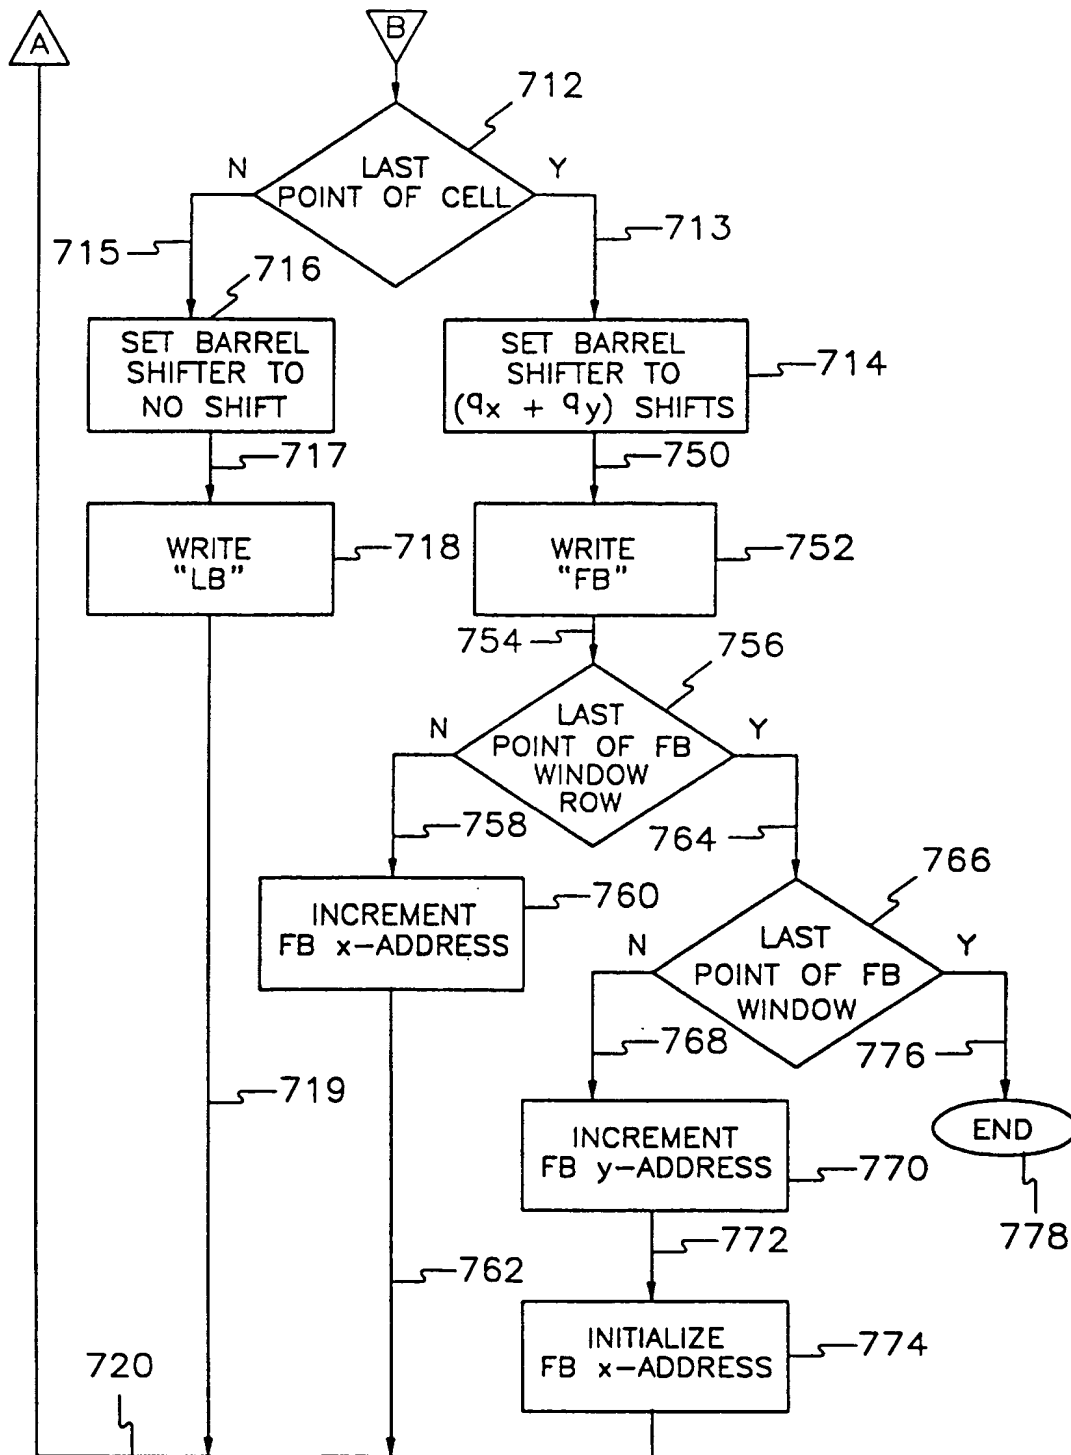 A
B
712
LAST
POINT OF CELL
N
Y
715
713
716
SET BARREL
SHIFTER TO
NO SHIFT
SET BARREL
SHIFTER TO
(qx + qy) SHIFTS
714
717
750
WRITE
"LB"
718
WRITE
"FB"
752
754
756
N
LAST
POINT OF FB
WINDOW
ROW
Y
758
764
766
INCREMENT
FB x-ADDRESS
760
N
LAST
POINT OF FB
WINDOW
Y
768
776
719
INCREMENT
FB y-ADDRESS
770
END
778
772
762
INITIALIZE
FB x-ADDRESS
774
720